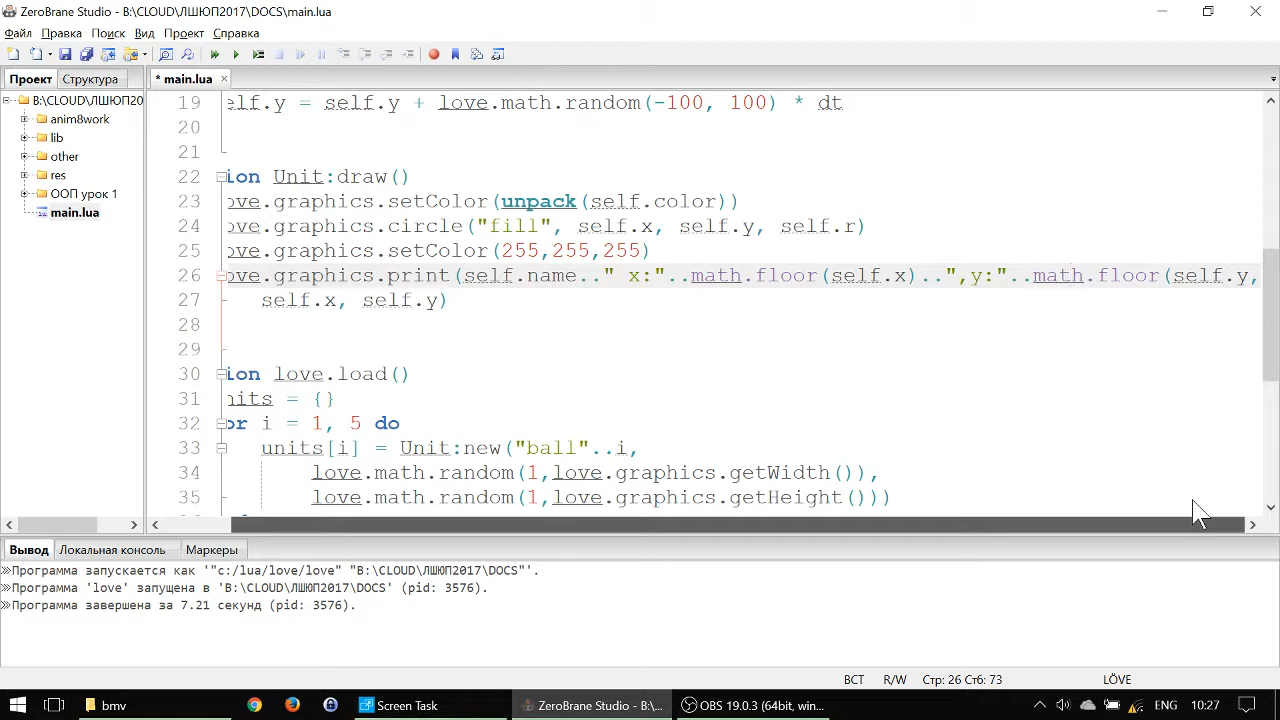 ZeroBrane Studio - B:\CLOUD\ЛШЮП2017\DOCS\main.lua
Файл Правка Поиск Вид Проект Справка
Проект Структура * main.lua
B:\CLOUD\ЛШЮП20
anim8work
lib
other
res
ООП урок 1
main.lua
19 elf.y = self.y + love.math.random(-100, 100) * dt
20
21
22 ion Unit:draw()
23 ove.graphics.setColor(unpack(self.color))
24 ove.graphics.circle("fill", self.x, self.y, self.r)
25 ove.graphics.setColor(255,255,255)
26 ove.graphics.print(self.name.." x:"..math.floor(self.x)..",y:"..math.floor(self.y,
27 self.x, self.y)
28
29
30 ion love.load()
31 nits = {}
32 or i = 1, 5 do
33 units[i] = Unit:new("ball"..i,
34 love.math.random(1,love.graphics.getWidth()),
35 love.math.random(1,love.graphics.getHeight()))
Вывод Локальная консоль Маркеры
Программа запускается как '"c:/lua/love/love" "B:\CLOUD\ЛШЮП2017\DOCS"'.
Программа 'love' запущена в 'B:\CLOUD\ЛШЮП2017\DOCS' (pid: 3576).
Программа завершена за 7.21 секунд (pid: 3576).
ВСТ R/W Стр: 26 Стб: 73 LÖVE
bmv Screen Task ZeroBrane Studio - B:\... OBS 19.0.3 (64bit, win... ENG 10:27